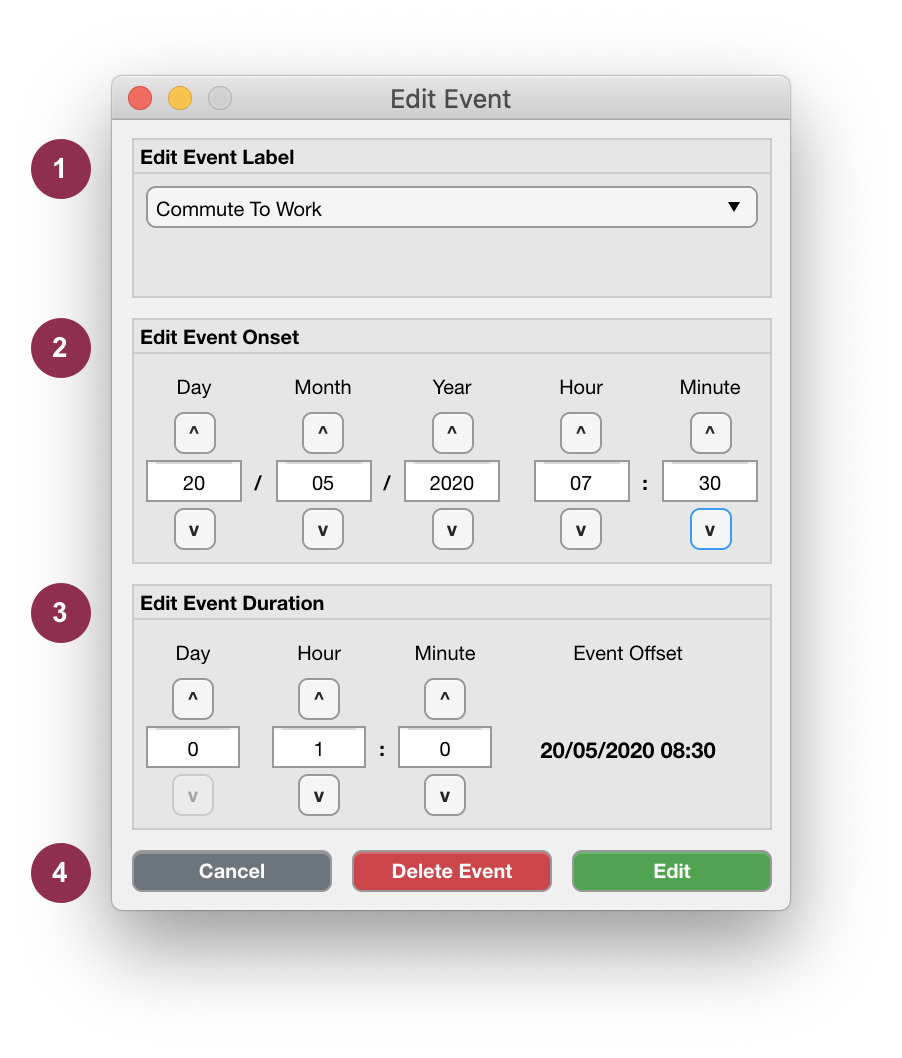 Edit Event
1
Edit Event Label
Commute To Work ▼
2
Edit Event Onset
Day Month Year Hour Minute
^ ^ ^ ^ ^
20 / 05 / 2020 07 : 30
v v v v v
3
Edit Event Duration
Day Hour Minute Event Offset
^ ^ ^
0 1 : 0 20/05/2020 08:30
v v v
4
Cancel Delete Event Edit